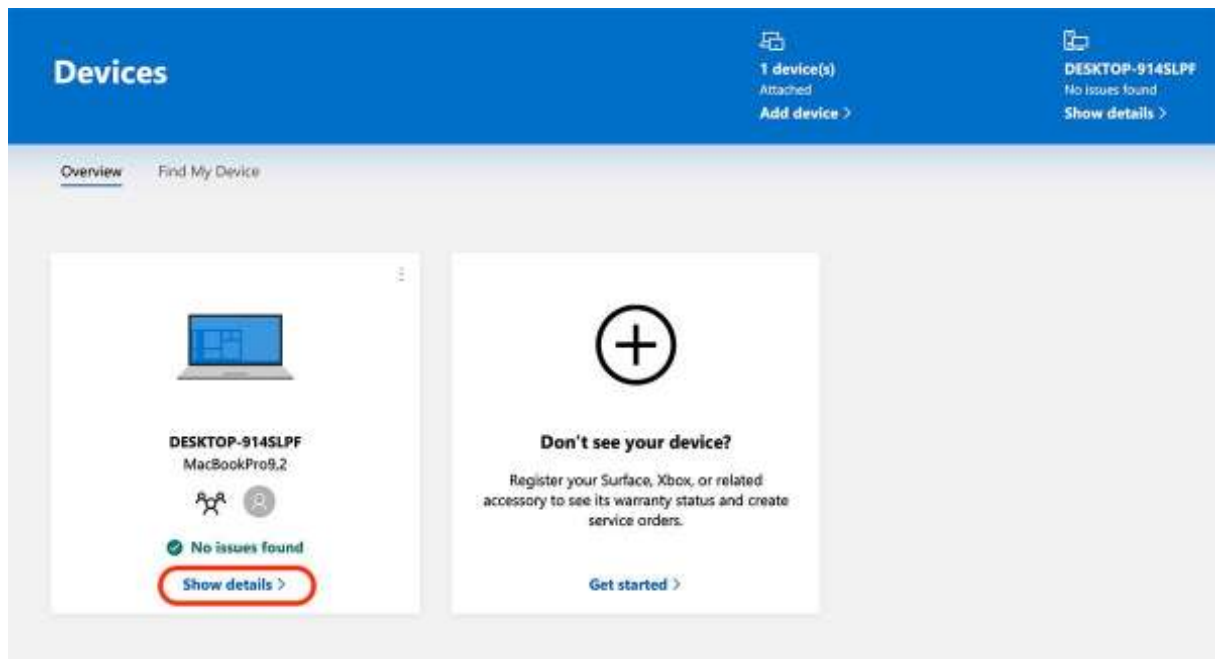 Devices
1 device(s)
Attached
Add device >
DESKTOP-914SLPF
No issues found
Show details >
Overview
Find My Device
DESKTOP-914SLPF
MacBookPro9,2
No issues found
Show details >
Don't see your device?
Register your Surface, Xbox, or related
accessory to see its warranty status and create
service orders.
Get started >